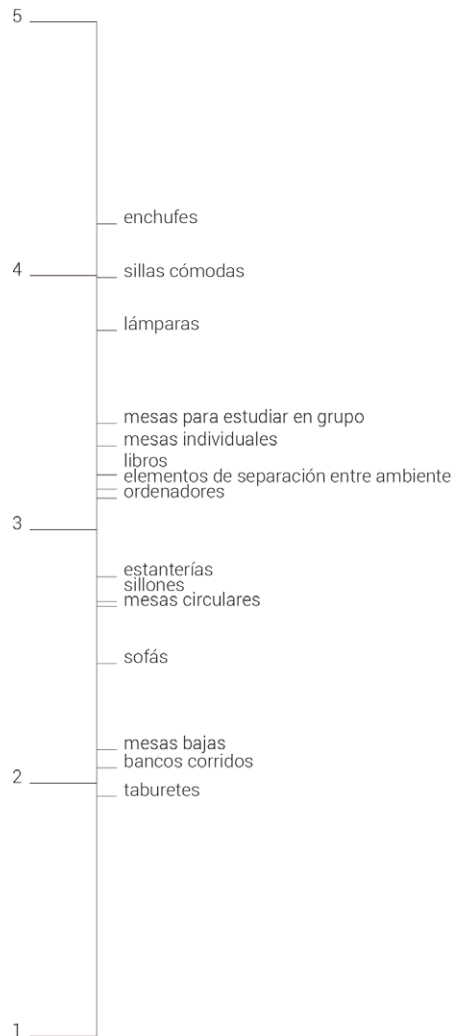 5
enchufes
4
sillas cómodas
lámparas
mesas para estudiar en grupo
mesas individuales
libros
elementos de separación entre ambiente
ordenadores
3
estanterías
sillones
mesas circulares
sofás
mesas bajas
bancos corridos
2
taburetes
1